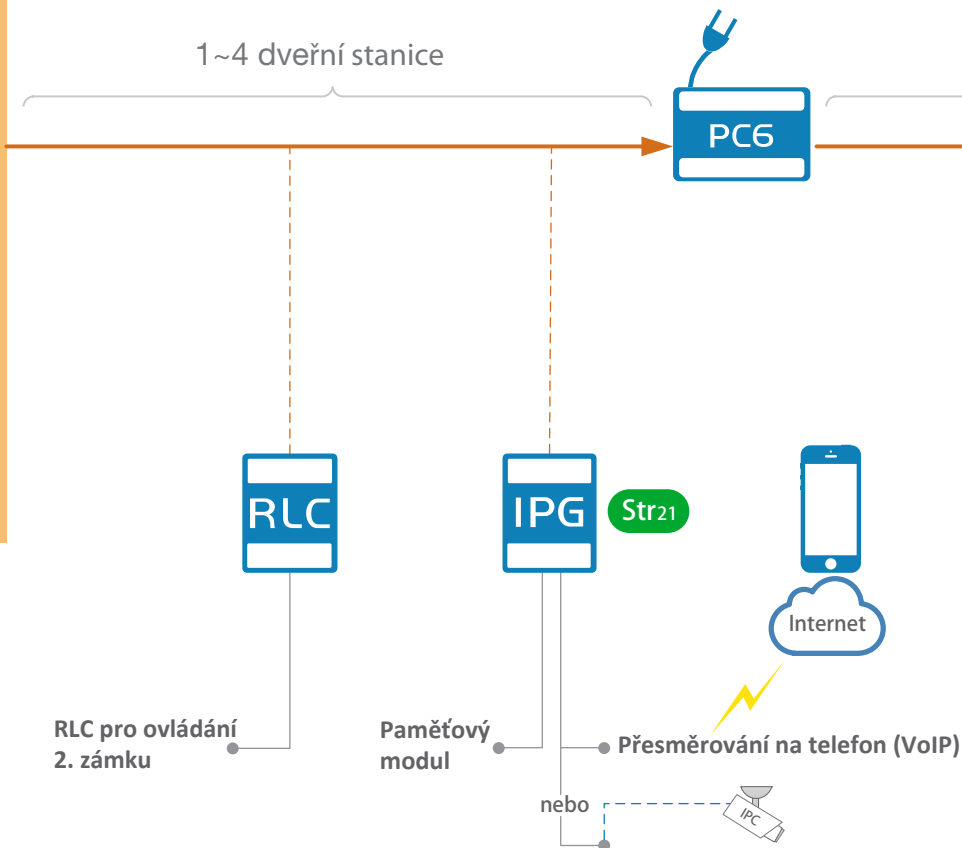 1~4 dveřní stanice
PC6
RLC
IPG
Str21
Internet
RLC pro ovládání
2. zámku
Paměťový
modul
Přesměrování na telefon (VoIP)
nebo
IPC